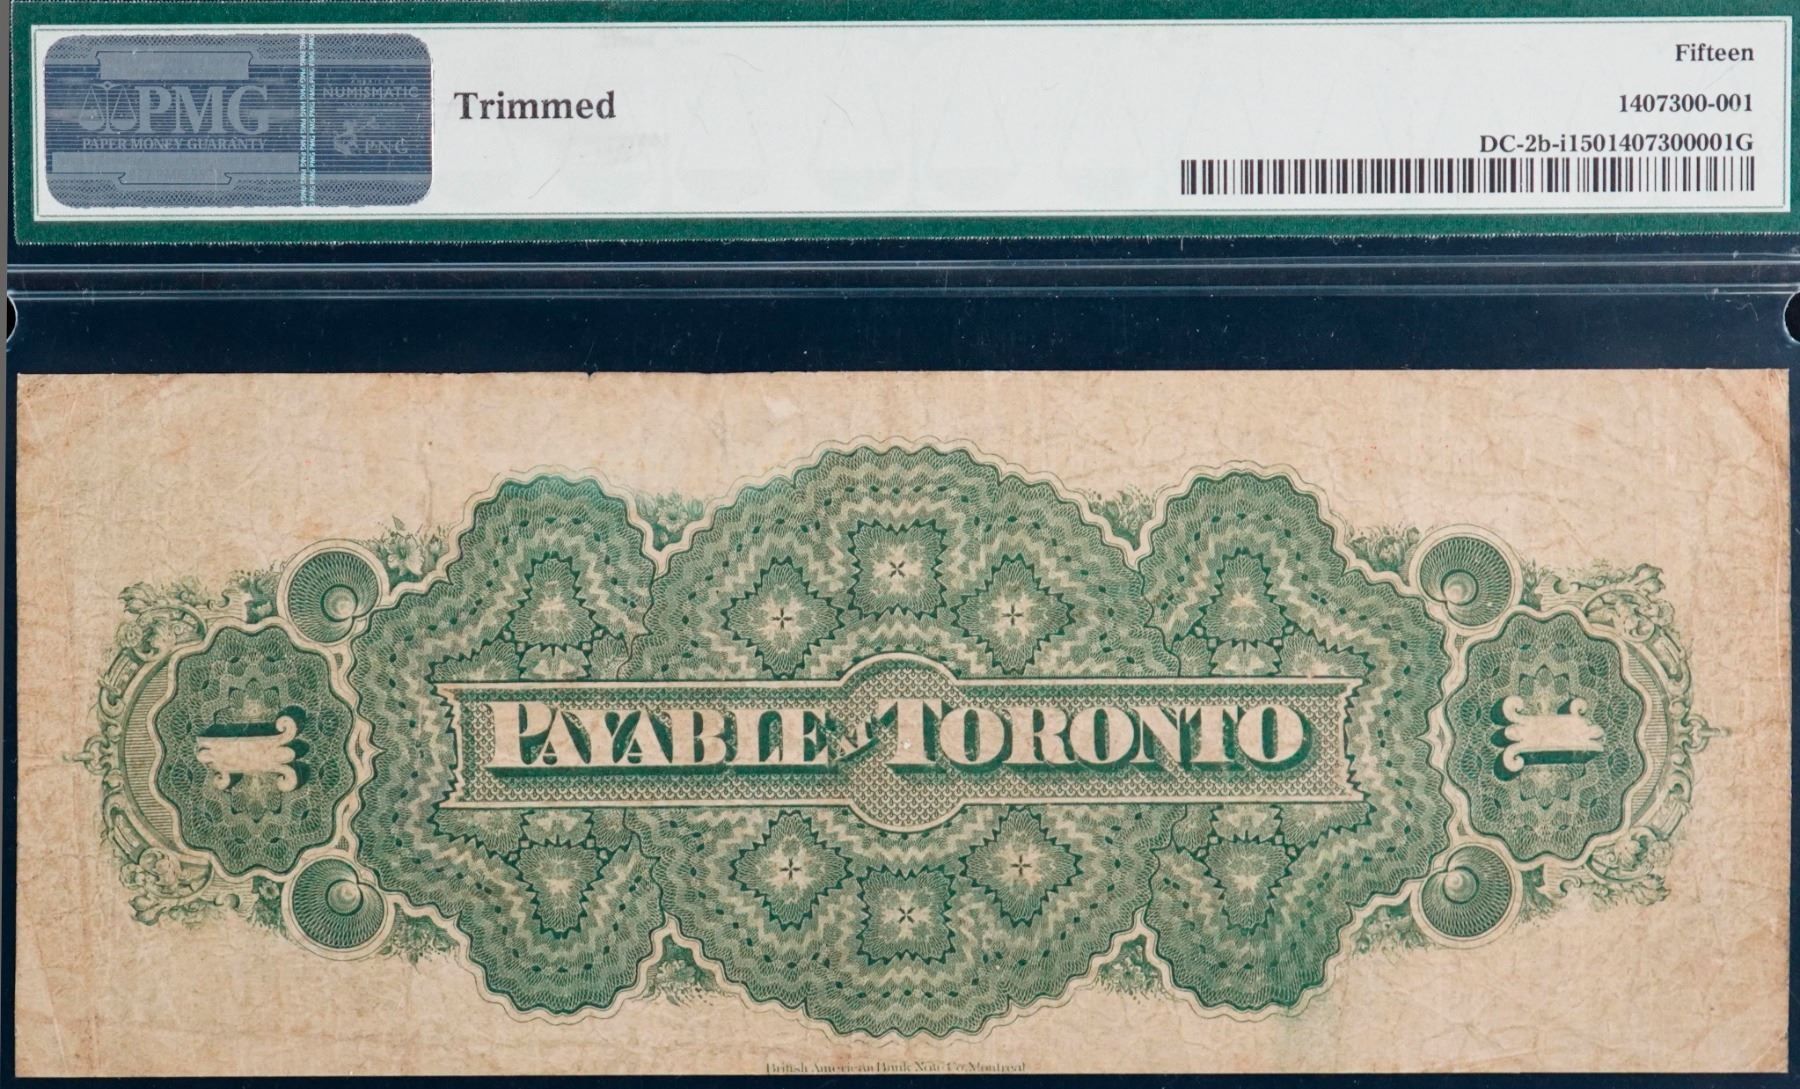 PMG
PAPER MONEY GUARANTY
NUMISMATIC
PNG
Trimmed
Fifteen
1407300-001
DC-2b-i1501407300001G
1
PAYABLE AT TORONTO
1
British American Bank Note Co. Montreal